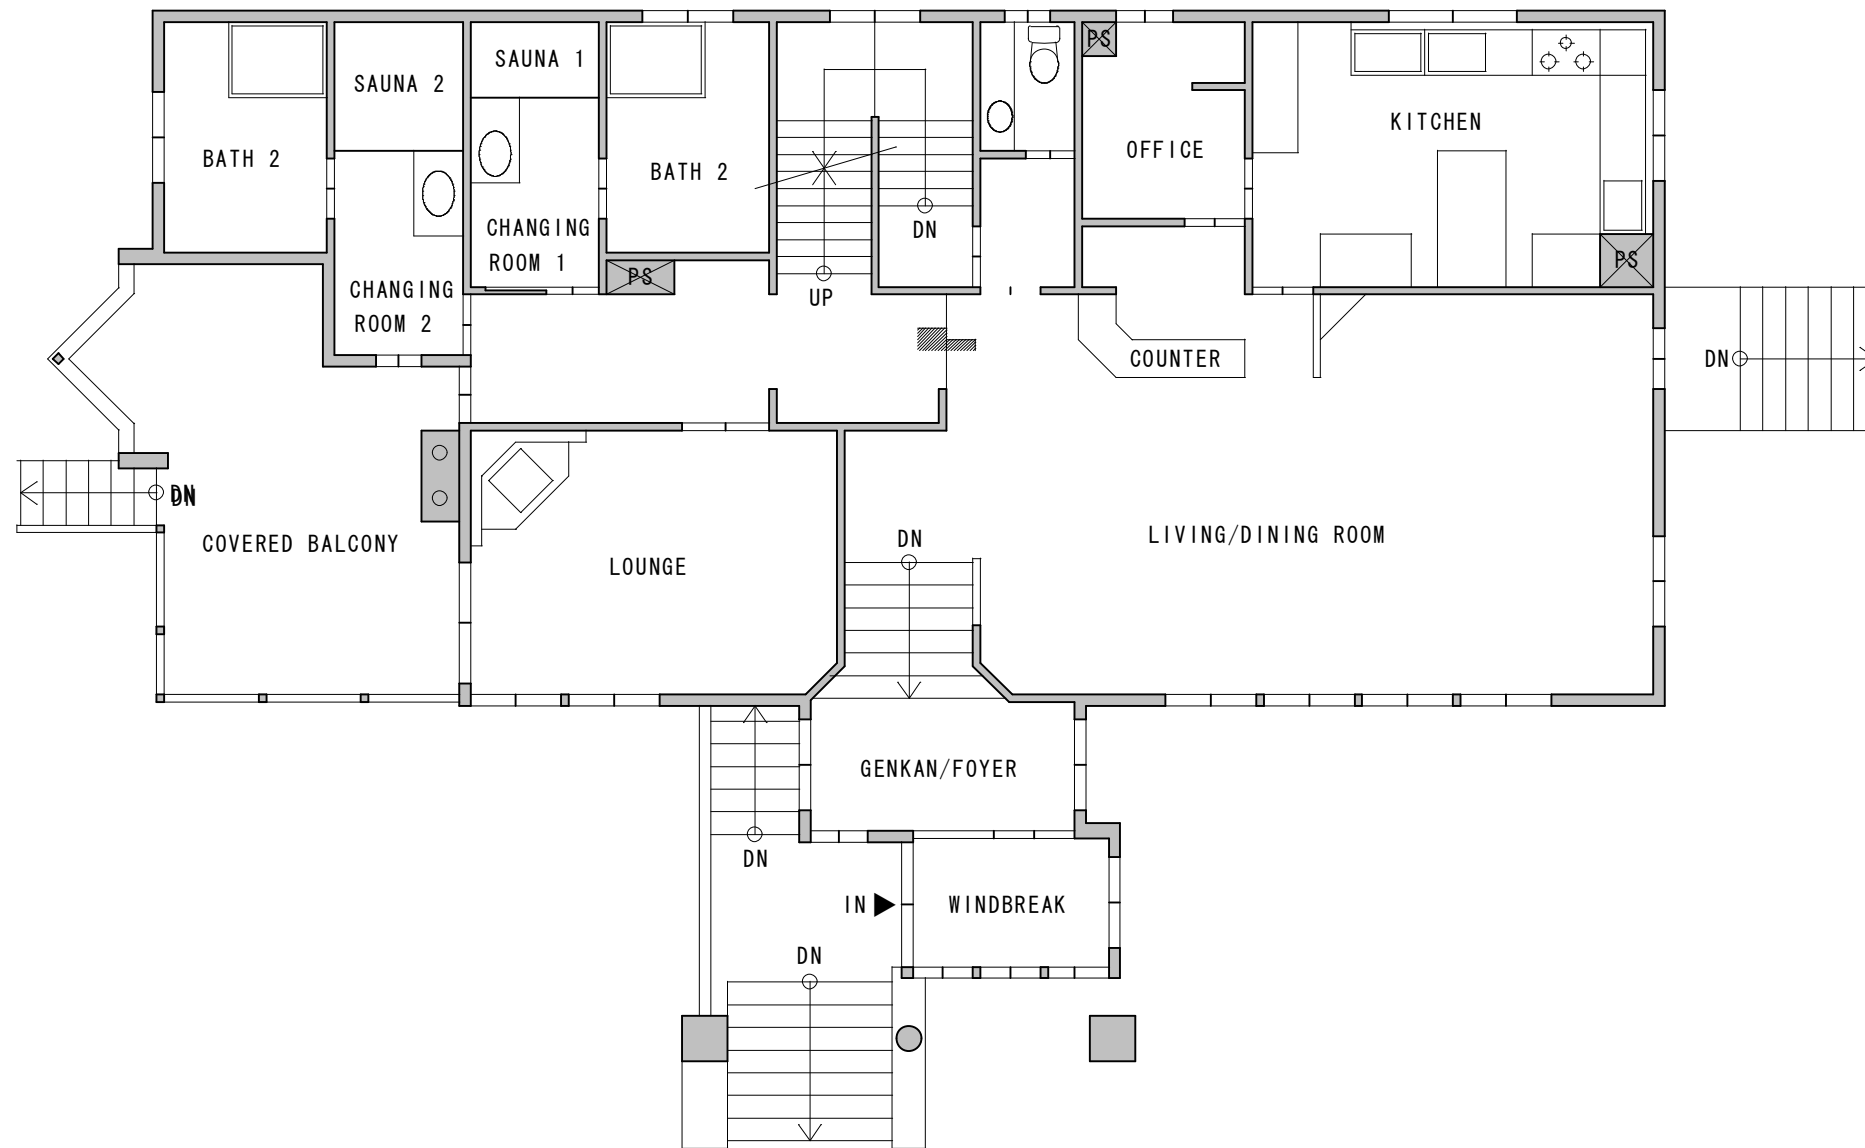 PS
SAUNA 1
SAUNA 2
KITCHEN
OFFICE
BATH 2
BATH 2
CHANGING
ROOM 1
DN
PS
PS
CHANGING
ROOM 2
UP
COUNTER
DN
DN
DN
COVERED BALCONY
LOUNGE
DN
LIVING/DINING ROOM
GENKAN/FOYER
DN
IN
WINDBREAK
DN